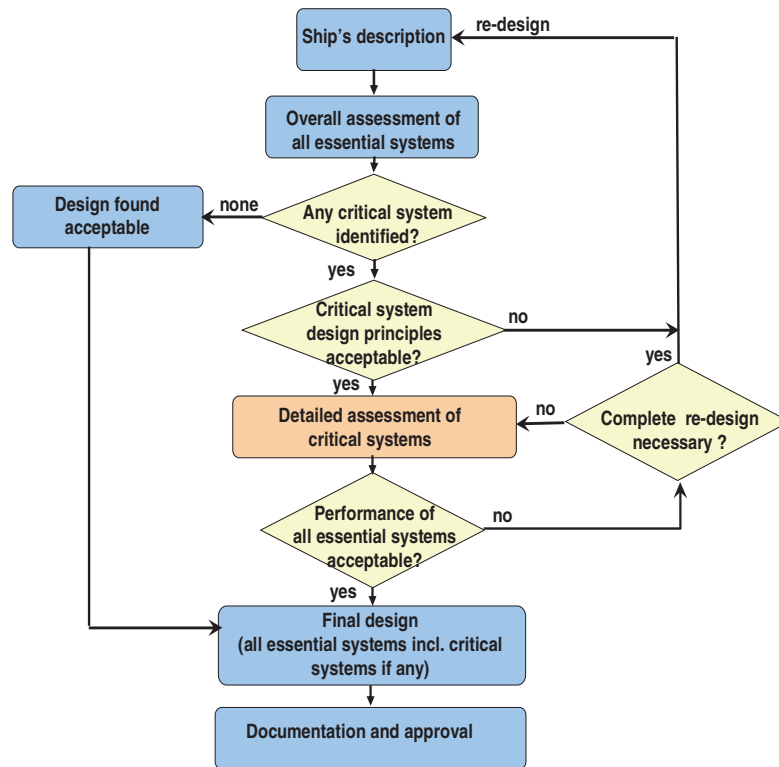 Ship's description
re-design
Overall assessment of
all essential systems
Design found
acceptable
none
Any critical system
identified?
yes
Critical system
design principles
acceptable?
no
yes
yes
Detailed assessment of
critical systems
no
Complete re-design
necessary ?
Performance of
all essential systems
acceptable?
no
yes
Final design
(all essential systems incl. critical
systems if any)
Documentation and approval